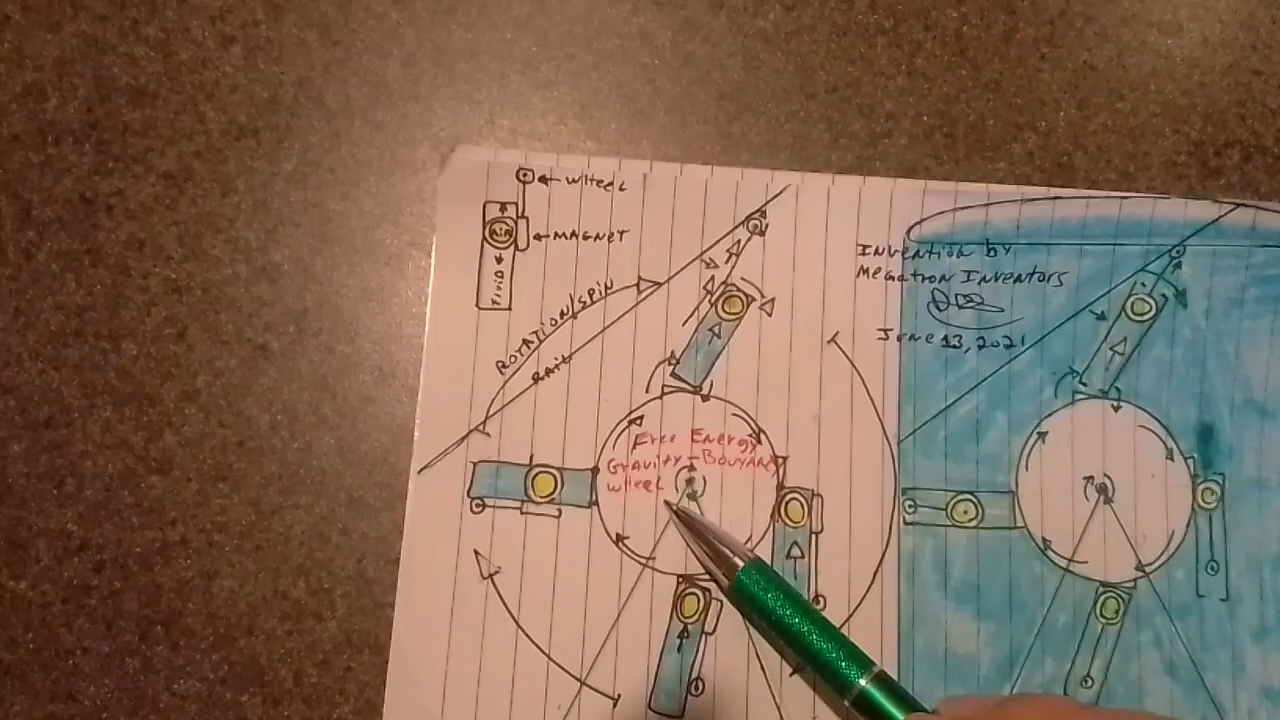 WHEEL
AIR
MAGNET
FLUID
ROTATION/SPIN
RAIL
Free Energy
Gravity-Bouyancy
Wheel
Invention by
Megatron Inventors
June 13, 2021